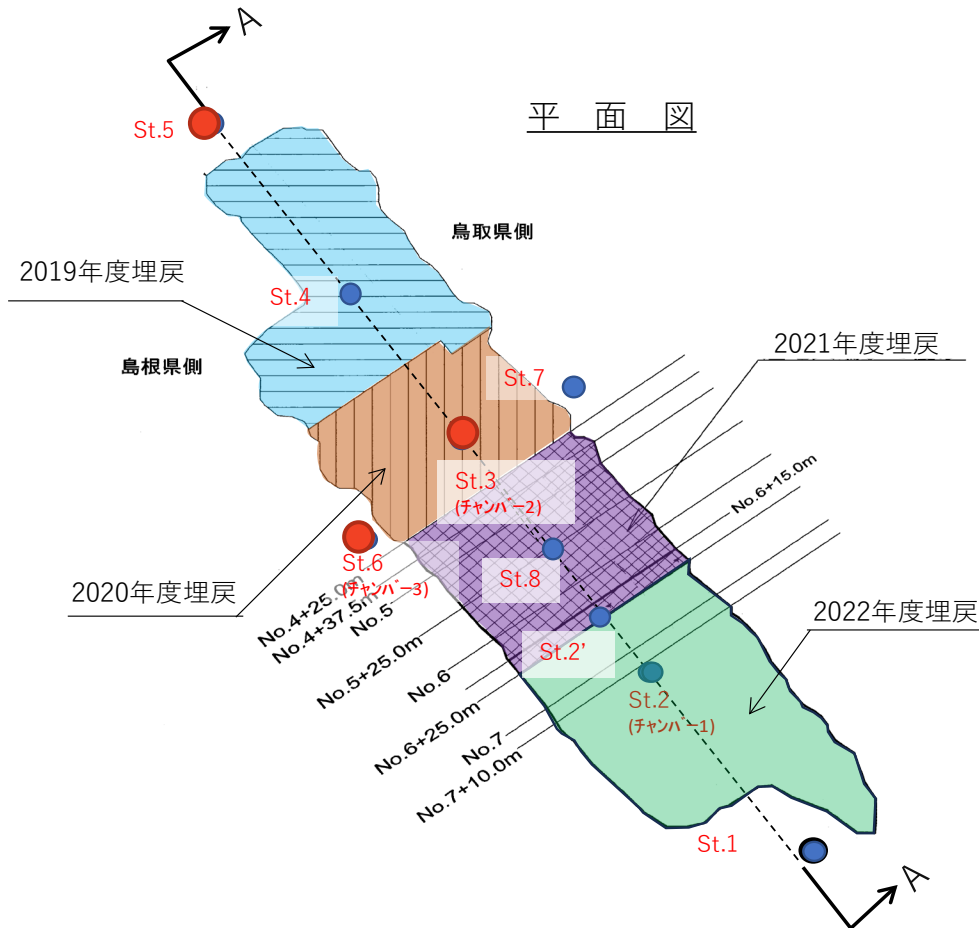 A
平 面 図
St.5
鳥取県側
2019年度埋戻
St.4
2021年度埋戻
島根県側
St.7
No.6+15.0m
St.3
(チャンバー2)
St.6
(チャンバー3)
St.8
2020年度埋戻
2022年度埋戻
No.4+25.0m
No.4+37.5m
No.5
No.5+25.0m
No.6
No.6+25.0m
No.7
No.7+10.0m
St.2'
St.2
(チャンバー1)
St.1
A